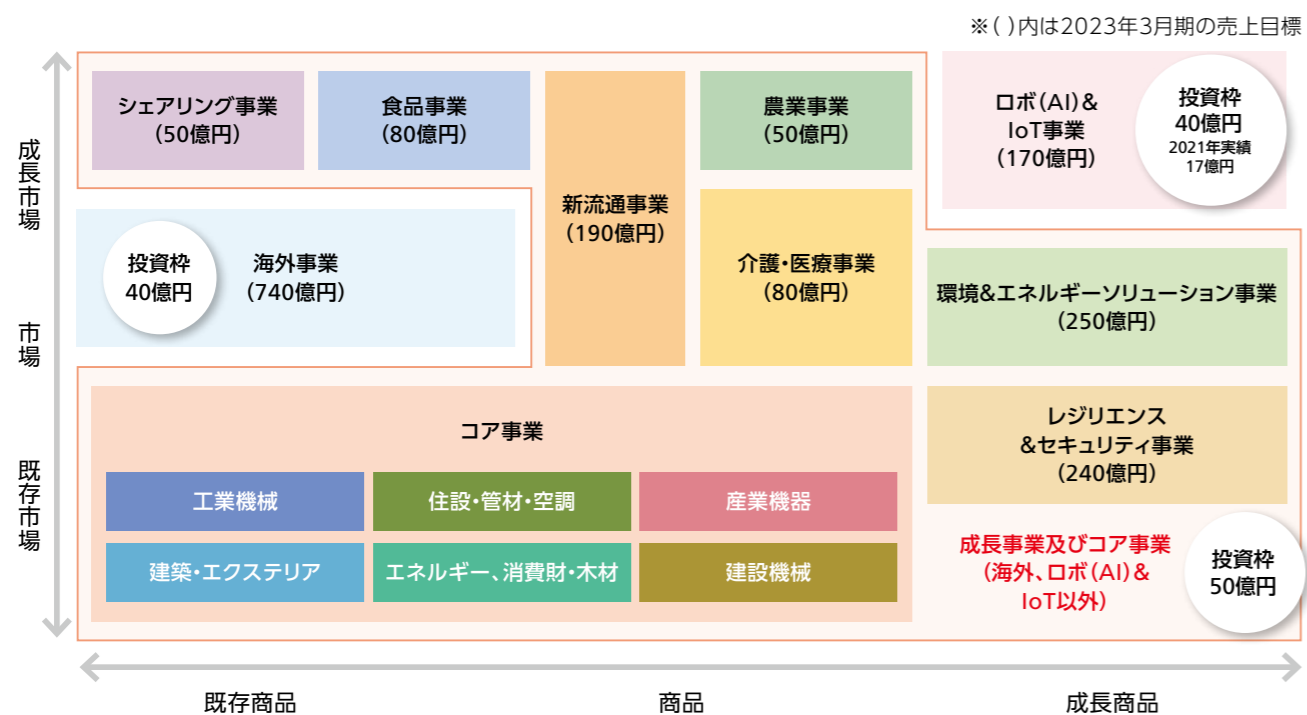 ※( )内は2023年3月期の売上目標
成長市場
市場
既存市場
シェアリング事業
(50億円)
食品事業
(80億円)
新流通事業
(190億円)
農業事業
(50億円)
ロボ(AI)&
IoT事業
(170億円)
投資枠
40億円
2021年実績
17億円
投資枠
40億円
海外事業
(740億円)
介護・医療事業
(80億円)
環境&エネルギーソリューション事業
(250億円)
コア事業
工業機械
住設・管材・空調
産業機器
建築・エクステリア
エネルギー、消費財・木材
建設機械
レジリエンス
&セキュリティ事業
(240億円)
成長事業及びコア事業
(海外、ロボ(AI)&
IoT以外)
投資枠
50億円
既存商品
商品
成長商品